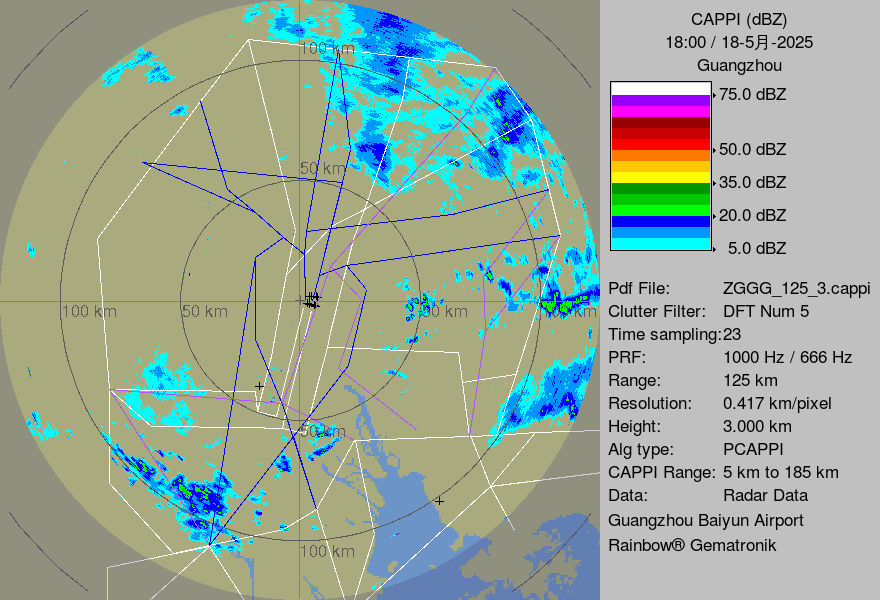 CAPPI (dBZ)
18:00 / 18-5月-2025
Guangzhou
75.0 dBZ
50.0 dBZ
35.0 dBZ
20.0 dBZ
5.0 dBZ
Pdf File: ZGGG_125_3.cappi
Clutter Filter: DFT Num 5
Time sampling:23
PRF: 1000 Hz / 666 Hz
Range: 125 km
Resolution: 0.417 km/pixel
Height: 3.000 km
Alg type: PCAPPI
CAPPI Range: 5 km to 185 km
Data: Radar Data
Guangzhou Baiyun Airport
Rainbow® Gematronik
100 km
50 km
100 km
50 km
50 km
km
50 km
100 km